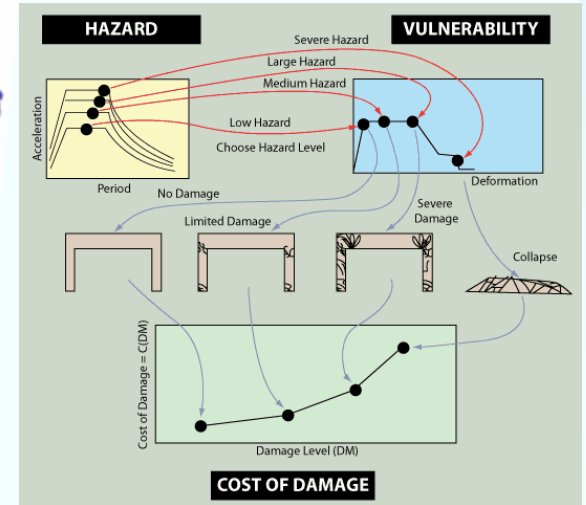 HAZARD
VULNERABILITY
Severe Hazard
Large Hazard
Medium Hazard
Low Hazard
Choose Hazard Level
Acceleration
Period
Deformation
No Damage
Limited Damage
Severe
Damage
Collapse
Cost of Damage = C(DM)
Damage Level (DM)
COST OF DAMAGE